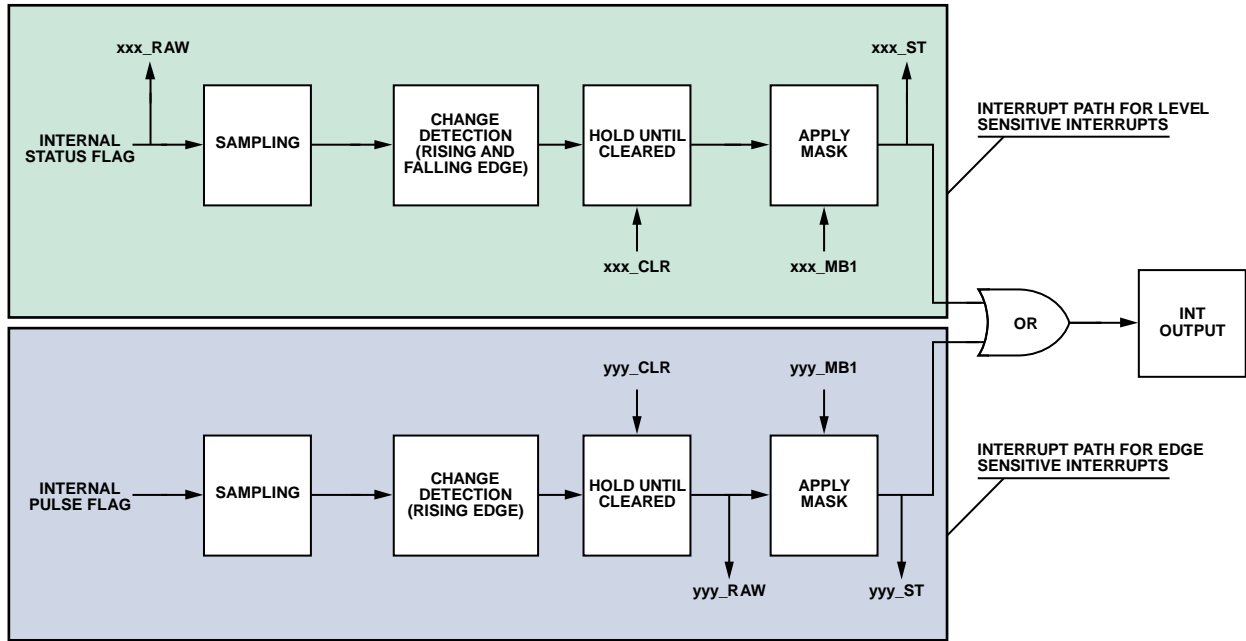 xxx_RAW
xxx_ST
INTERNAL
STATUS FLAG
SAMPLING
CHANGE
DETECTION
(RISING AND
FALLING EDGE)
HOLD UNTIL
CLEARED
APPLY
MASK
xxx_CLR
xxx_MB1
INTERRUPT PATH FOR LEVEL
SENSITIVE INTERRUPTS
OR
INT
OUTPUT
yyy_CLR
yyy_MB1
INTERNAL
PULSE FLAG
SAMPLING
CHANGE
DETECTION
(RISING EDGE)
HOLD UNTIL
CLEARED
APPLY
MASK
yyy_RAW
yyy_ST
INTERRUPT PATH FOR EDGE
SENSITIVE INTERRUPTS